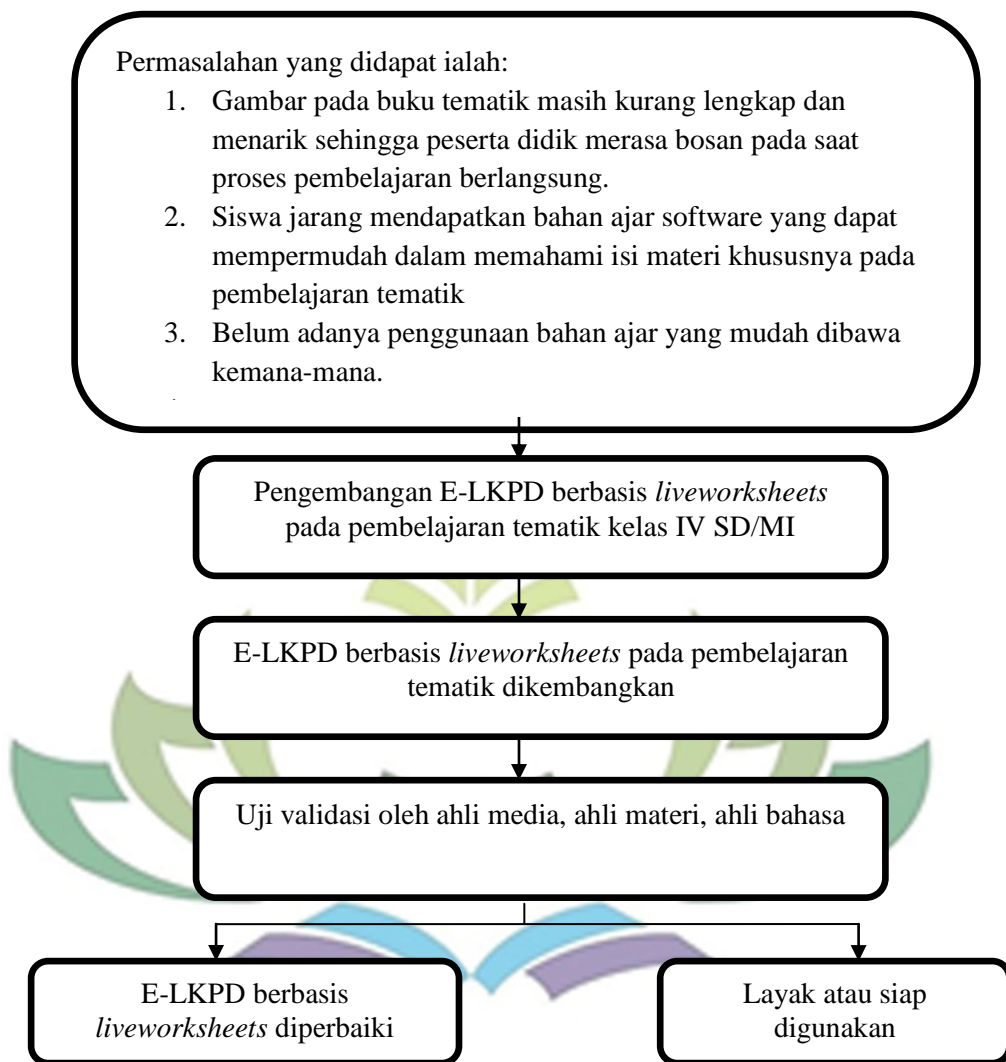 Permasalahan yang didapat ialah:
1. Gambar pada buku tematik masih kurang lengkap dan
menarik sehingga peserta didik merasa bosan pada saat
proses pembelajaran berlangsung.
2. Siswa jarang mendapatkan bahan ajar software yang dapat
mempermudah dalam memahami isi materi khususnya pada
pembelajaran tematik
3. Belum adanya penggunaan bahan ajar yang mudah dibawa
kemana-mana.
Pengembangan E-LKPD berbasis liveworksheets
pada pembelajaran tematik kelas IV SD/MI
E-LKPD berbasis liveworksheets pada pembelajaran
tematik dikembangkan
Uji validasi oleh ahli media, ahli materi, ahli bahasa
E-LKPD berbasis
liveworksheets diperbaiki
Layak atau siap
digunakan